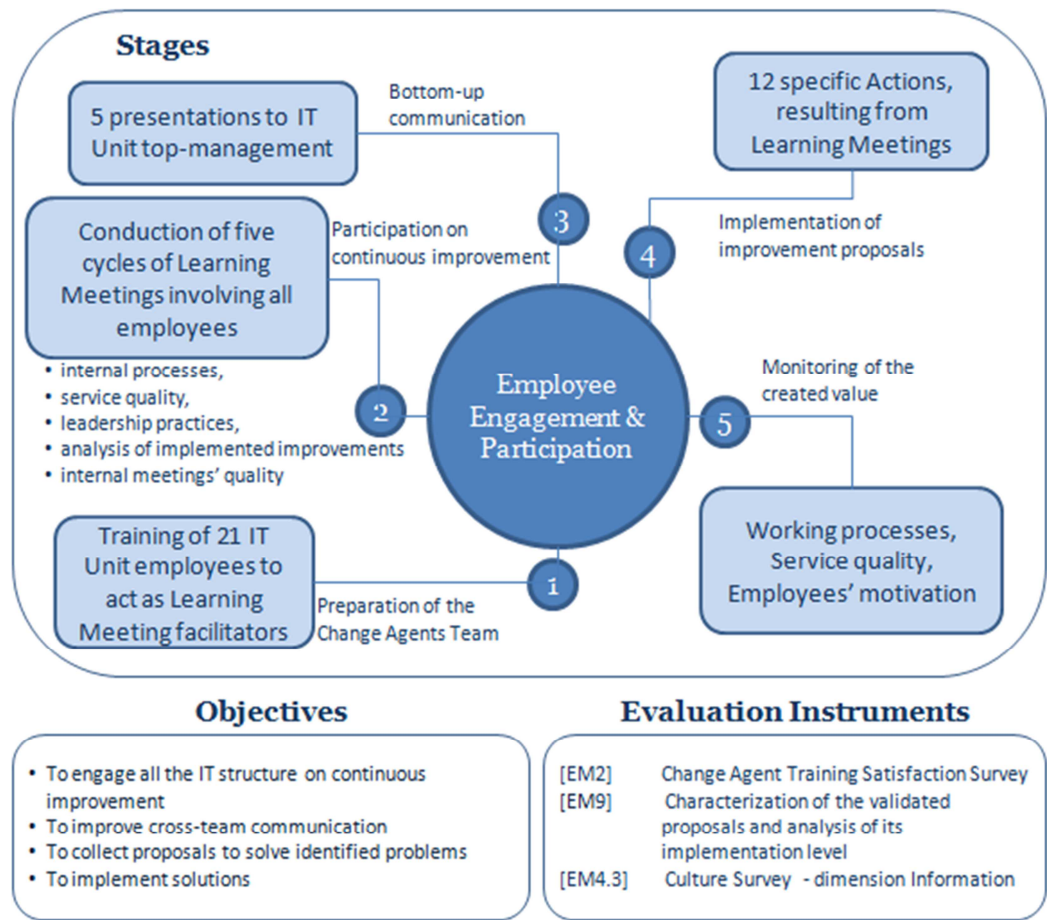 Stages
5 presentations to IT
Unit top-management
Bottom-up
communication
3
12 specific Actions,
resulting from
Learning Meetings
4
Implementation of
improvement proposals
Conduction of five
cycles of Learning
Meetings involving all
employees
Participation on
continuous improvement
2
• internal processes,
• service quality,
• leadership practices,
• analysis of implemented improvements
• internal meetings' quality
Employee
Engagement &
Participation
Monitoring of the
created value
5
Working processes,
Service quality,
Employees' motivation
Training of 21 IT
Unit employees to
act as Learning
Meeting facilitators
1
Preparation of the
Change Agents Team
Objectives
• To engage all the IT structure on continuous
improvement
• To improve cross-team communication
• To collect proposals to solve identified problems
• To implement solutions
Evaluation Instruments
[EM2] Change Agent Training Satisfaction Survey
[EM9] Characterization of the validated
proposals and analysis of its
implementation level
[EM4.3] Culture Survey - dimension Information